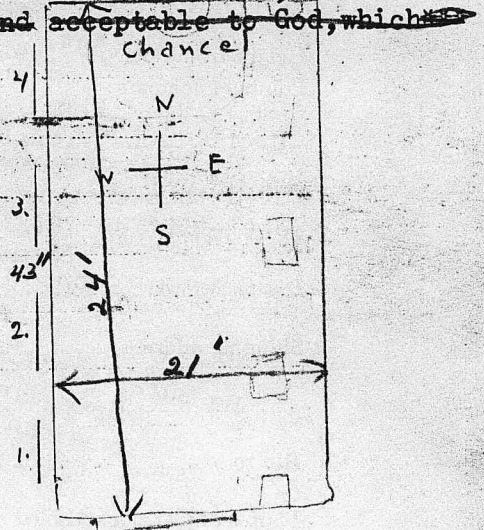 nd acceptable to God, which
chance
4
N
W E
3.
S
43"
24'
2.
21'
1.